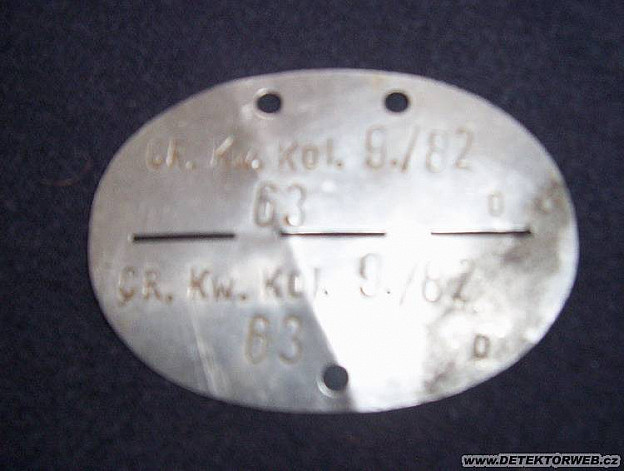 GR. Kw. Kol. 9./82
63 0
GR. Kw. Kol. 9./82
63 0
www.DETEKTORWEB.cz